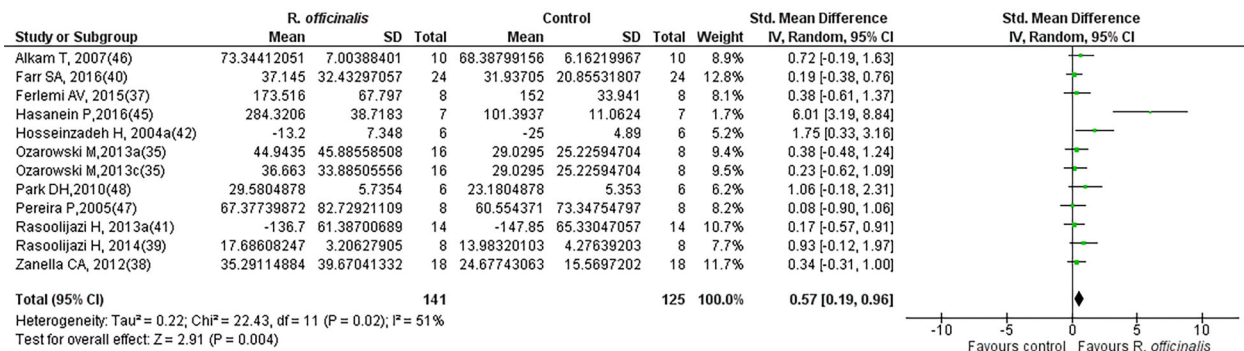 R. officinalis Control Std. Mean Difference Std. Mean Difference
Study or Subgroup Mean SD Total Mean SD Total Weight IV, Random, 95% CI IV, Random, 95% CI
Alkam T, 2007(46) 73.34412051 7.00388401 10 68.38799156 6.16219967 10 8.9% 0.72 [-0.19, 1.63]
Farr SA, 2016(40) 37.145 32.43297057 24 31.93705 20.85531807 24 12.8% 0.19 [-0.38, 0.76]
Ferlemi AV, 2015(37) 173.516 67.797 8 152 33.941 8 8.1% 0.38 [-0.61, 1.37]
Hasanein P,2016(45) 284.3206 38.7183 7 101.3937 11.0624 7 1.7% 6.01 [3.19, 8.84]
Hosseinzadeh H, 2004a(42) -13.2 7.348 6 -25 4.89 6 5.2% 1.75 [0.33, 3.16]
Ozarowski M,2013a(35) 44.9435 45.88558508 16 29.0295 25.22594704 8 9.4% 0.38 [-0.48, 1.24]
Ozarowski M,2013c(35) 36.663 33.88505556 16 29.0295 25.22594704 8 9.5% 0.23 [-0.62, 1.09]
Park DH,2010(48) 29.5804878 5.7354 6 23.1804878 5.353 6 6.2% 1.06 [-0.18, 2.31]
Pereira P,2005(47) 67.37739872 82.72921109 8 60.554371 73.34754797 8 8.2% 0.08 [-0.90, 1.06]
Rasoolijazi H, 2013a(41) -136.7 61.38700689 14 -147.85 65.33047057 14 10.7% 0.17 [-0.57, 0.91]
Rasoolijazi H, 2014(39) 17.68608247 3.20627905 8 13.98320103 4.27639203 8 7.7% 0.93 [-0.12, 1.97]
Zanella CA, 2012(38) 35.29114884 39.67041332 18 24.67743063 15.5697202 18 11.7% 0.34 [-0.31, 1.00]
Total (95% CI) 141 125 100.0% 0.57 [0.19, 0.96]
Heterogeneity: Tau² = 0.22; Chi² = 22.43, df = 11 (P = 0.02); I² = 51%
Test for overall effect: Z = 2.91 (P = 0.004)
-10 -5 0 5 10
Favours control Favours R. officinalis